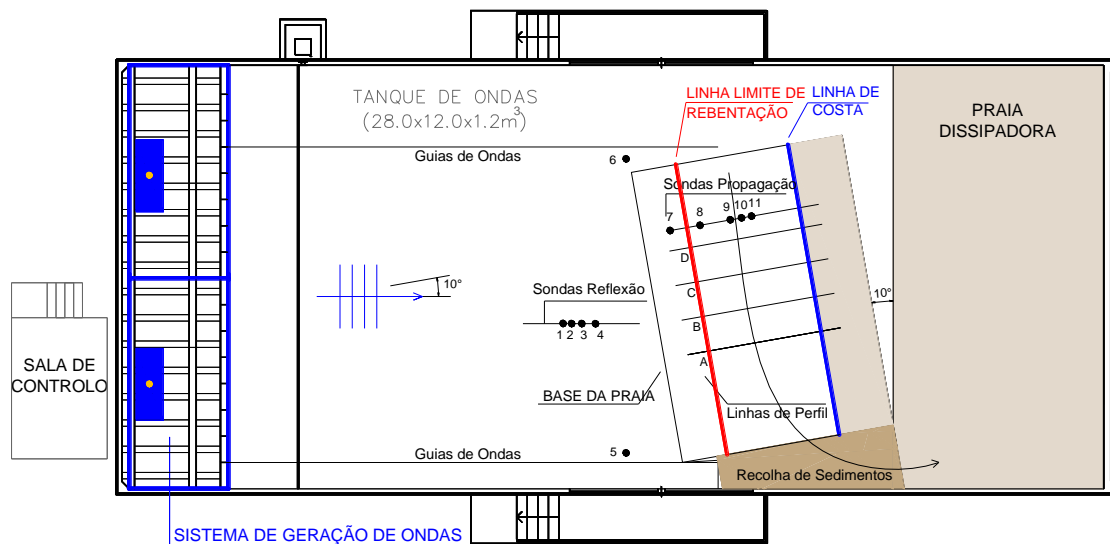 TANQUE DE ONDAS
(28.0x12.0x1.2m³)
LINHA LIMITE DE
REBENTAÇÃO
LINHA DE
COSTA
PRAIA
DISSIPADORA
Guias de Ondas
6
Sondas Propagação
7
8
9
10
11
D
C
B
A
10°
10°
Sondas Reflexão
1
2
3
4
SALA DE
CONTROLO
BASE DA PRAIA
Linhas de Perfil
Guias de Ondas
5
Recolha de Sedimentos
SISTEMA DE GERAÇÃO DE ONDAS